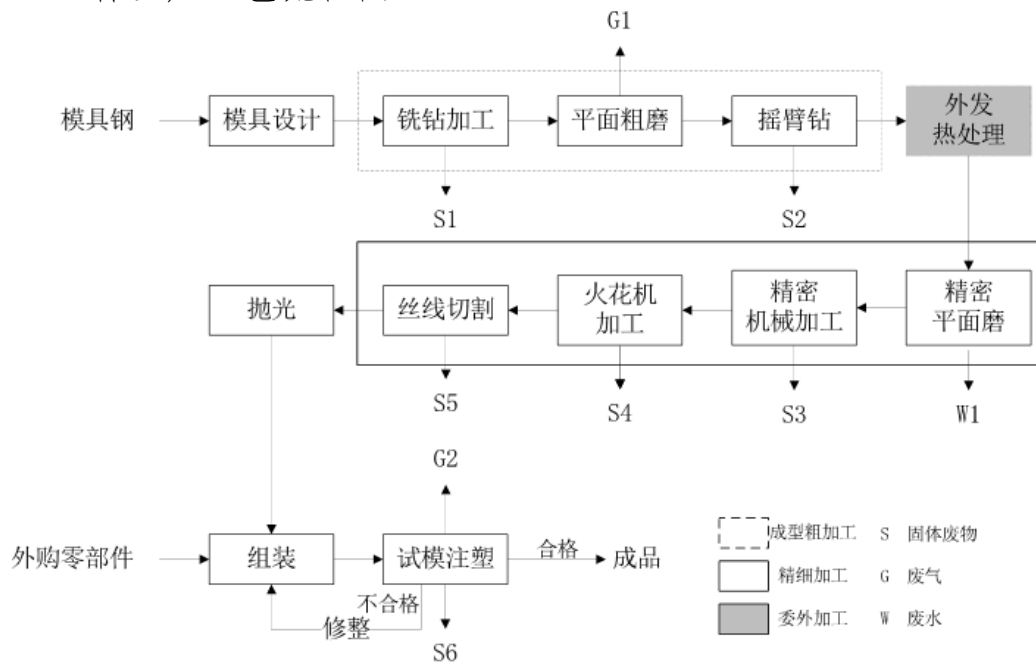 G1
模具钢
模具设计
铣钻加工
平面粗磨
摇臂钻
外发
热处理
S1
S2
抛光
丝线切割
火花机
加工
精密
机械加工
精密
平面磨
S5
S4
S3
W1
G2
外购零部件
组装
试模注塑
合格
成品
不合格
修整
S6
成型粗加工 S 固体废物
精细加工 G 废气
委外加工 W 废水